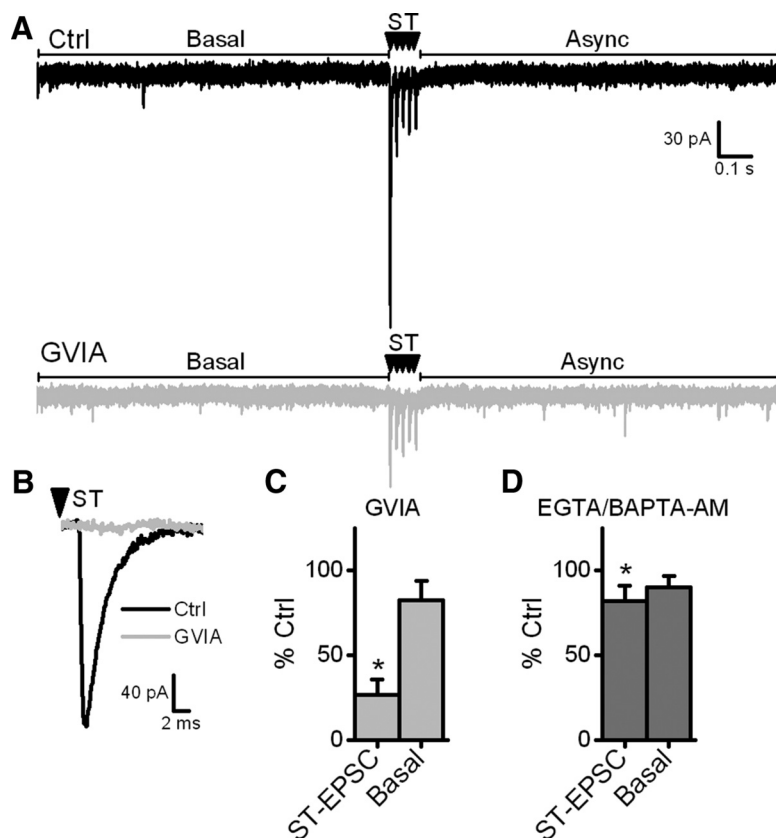 A
Ctrl
Basal
ST
Async
30 pA
0.1 s
GVIA
Basal
ST
Async
B
ST
Ctrl
GVIA
40 pA
2 ms
C
GVIA
% Ctrl
100
50
0
*
ST-EPSC
Basal
D
EGTA/BAPTA-AM
% Ctrl
100
50
0
*
ST-EPSC
Basal